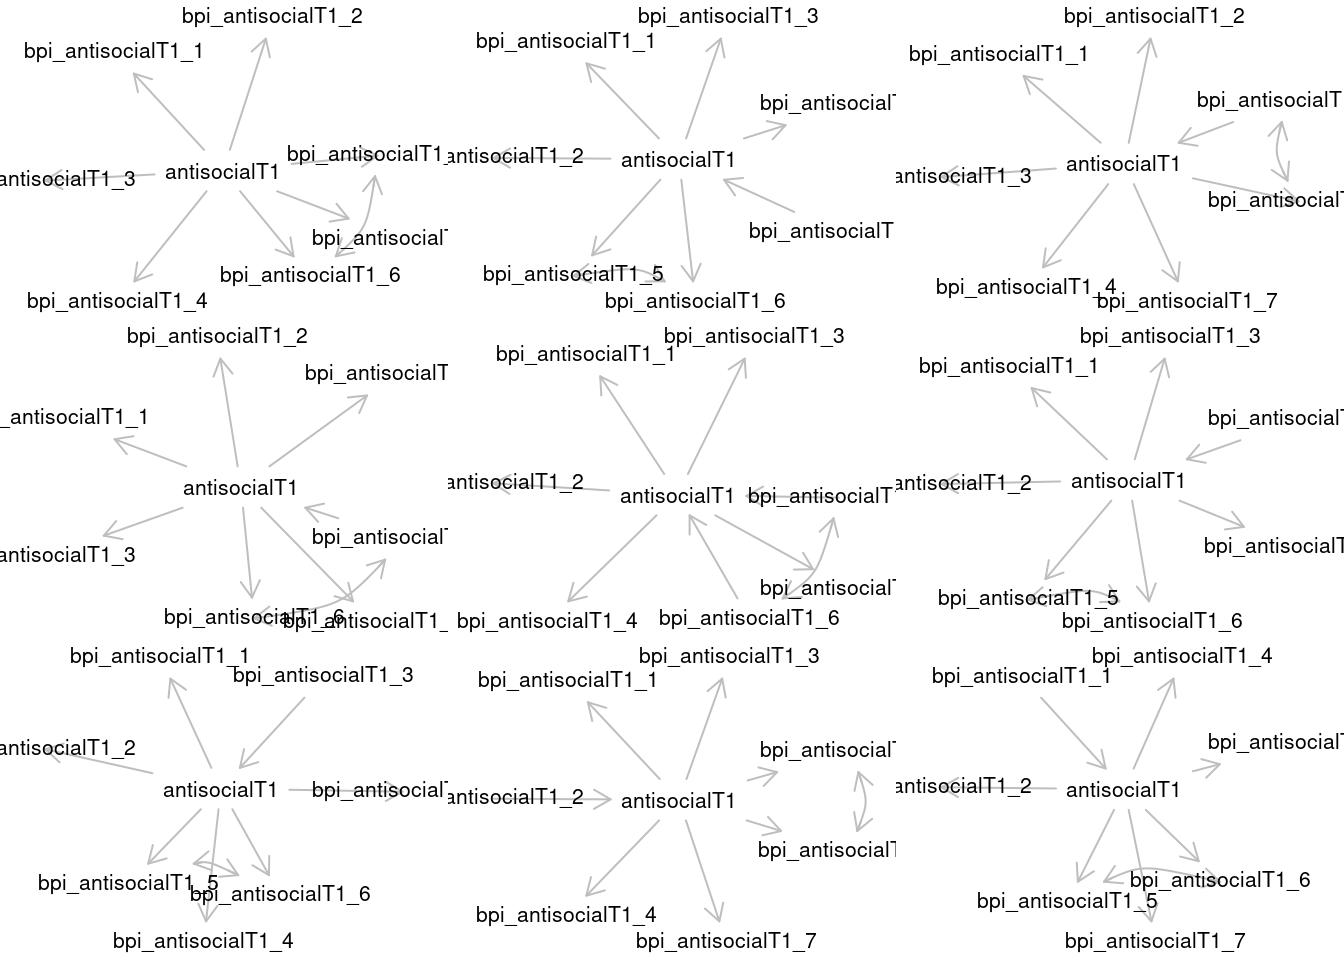 bpi_antisocialT1_2
bpi_antisocialT1_1
bpi_antisocialT1_
antisocialT1
antisocialT1_3
bpi_antisocialT
bpi_antisocialT1_6
bpi_antisocialT1_4
bpi_antisocialT1_3
bpi_antisocialT1_1
bpi_antisocialT
antisocialT1_2
antisocialT1
bpi_antisocialT
bpi_antisocialT1_5
bpi_antisocialT1_6
bpi_antisocialT1_2
bpi_antisocialT1_1
bpi_antisocialT
antisocialT1
antisocialT1_3
bpi_antisocialT
bpi_antisocialT1_4
bpi_antisocialT1_7
bpi_antisocialT1_2
bpi_antisocialT
_antisocialT1_1
antisocialT1
bpi_antisocialT
antisocialT1_3
bpi_antisocialT1_6
bpi_antisocialT1_
bpi_antisocialT1_3
bpi_antisocialT1_1
antisocialT1_2
antisocialT1
bpi_antisocialT
bpi_antisocialT
bpi_antisocialT1_6
bpi_antisocialT1_4
bpi_antisocialT1_3
bpi_antisocialT1_1
bpi_antisocialT
antisocialT1_2
antisocialT1
bpi_antisocialT
bpi_antisocialT1_5
bpi_antisocialT1_6
bpi_antisocialT1_1
bpi_antisocialT1_3
antisocialT1_2
antisocialT1
bpi_antisocialT
bpi_antisocialT1_5
bpi_antisocialT1_6
bpi_antisocialT1_4
bpi_antisocialT1_3
bpi_antisocialT1_1
bpi_antisocialT
antisocialT1_2
antisocialT1
bpi_antisocialT
bpi_antisocialT1_4
bpi_antisocialT1_7
bpi_antisocialT1_4
bpi_antisocialT1_1
bpi_antisocialT
antisocialT1_2
antisocialT1
bpi_antisocialT1_6
bpi_antisocialT1_5
bpi_antisocialT1_7